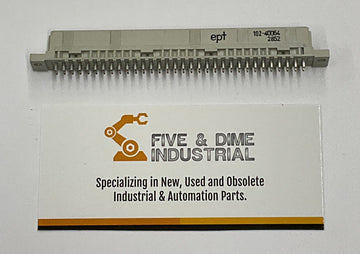 ept 102-40064
2852
FIVE & DIME
INDUSTRIAL
Specializing in New, Used and Obsolete
Industrial & Automation Parts.